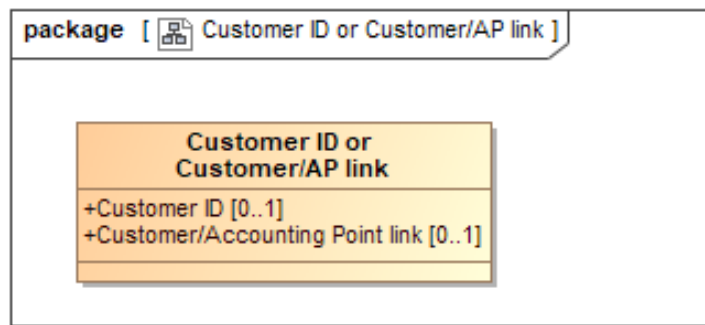 package [ Customer ID or Customer/AP link ]
Customer ID or
Customer/AP link
+Customer ID [0..1]
+Customer/Accounting Point link [0..1]